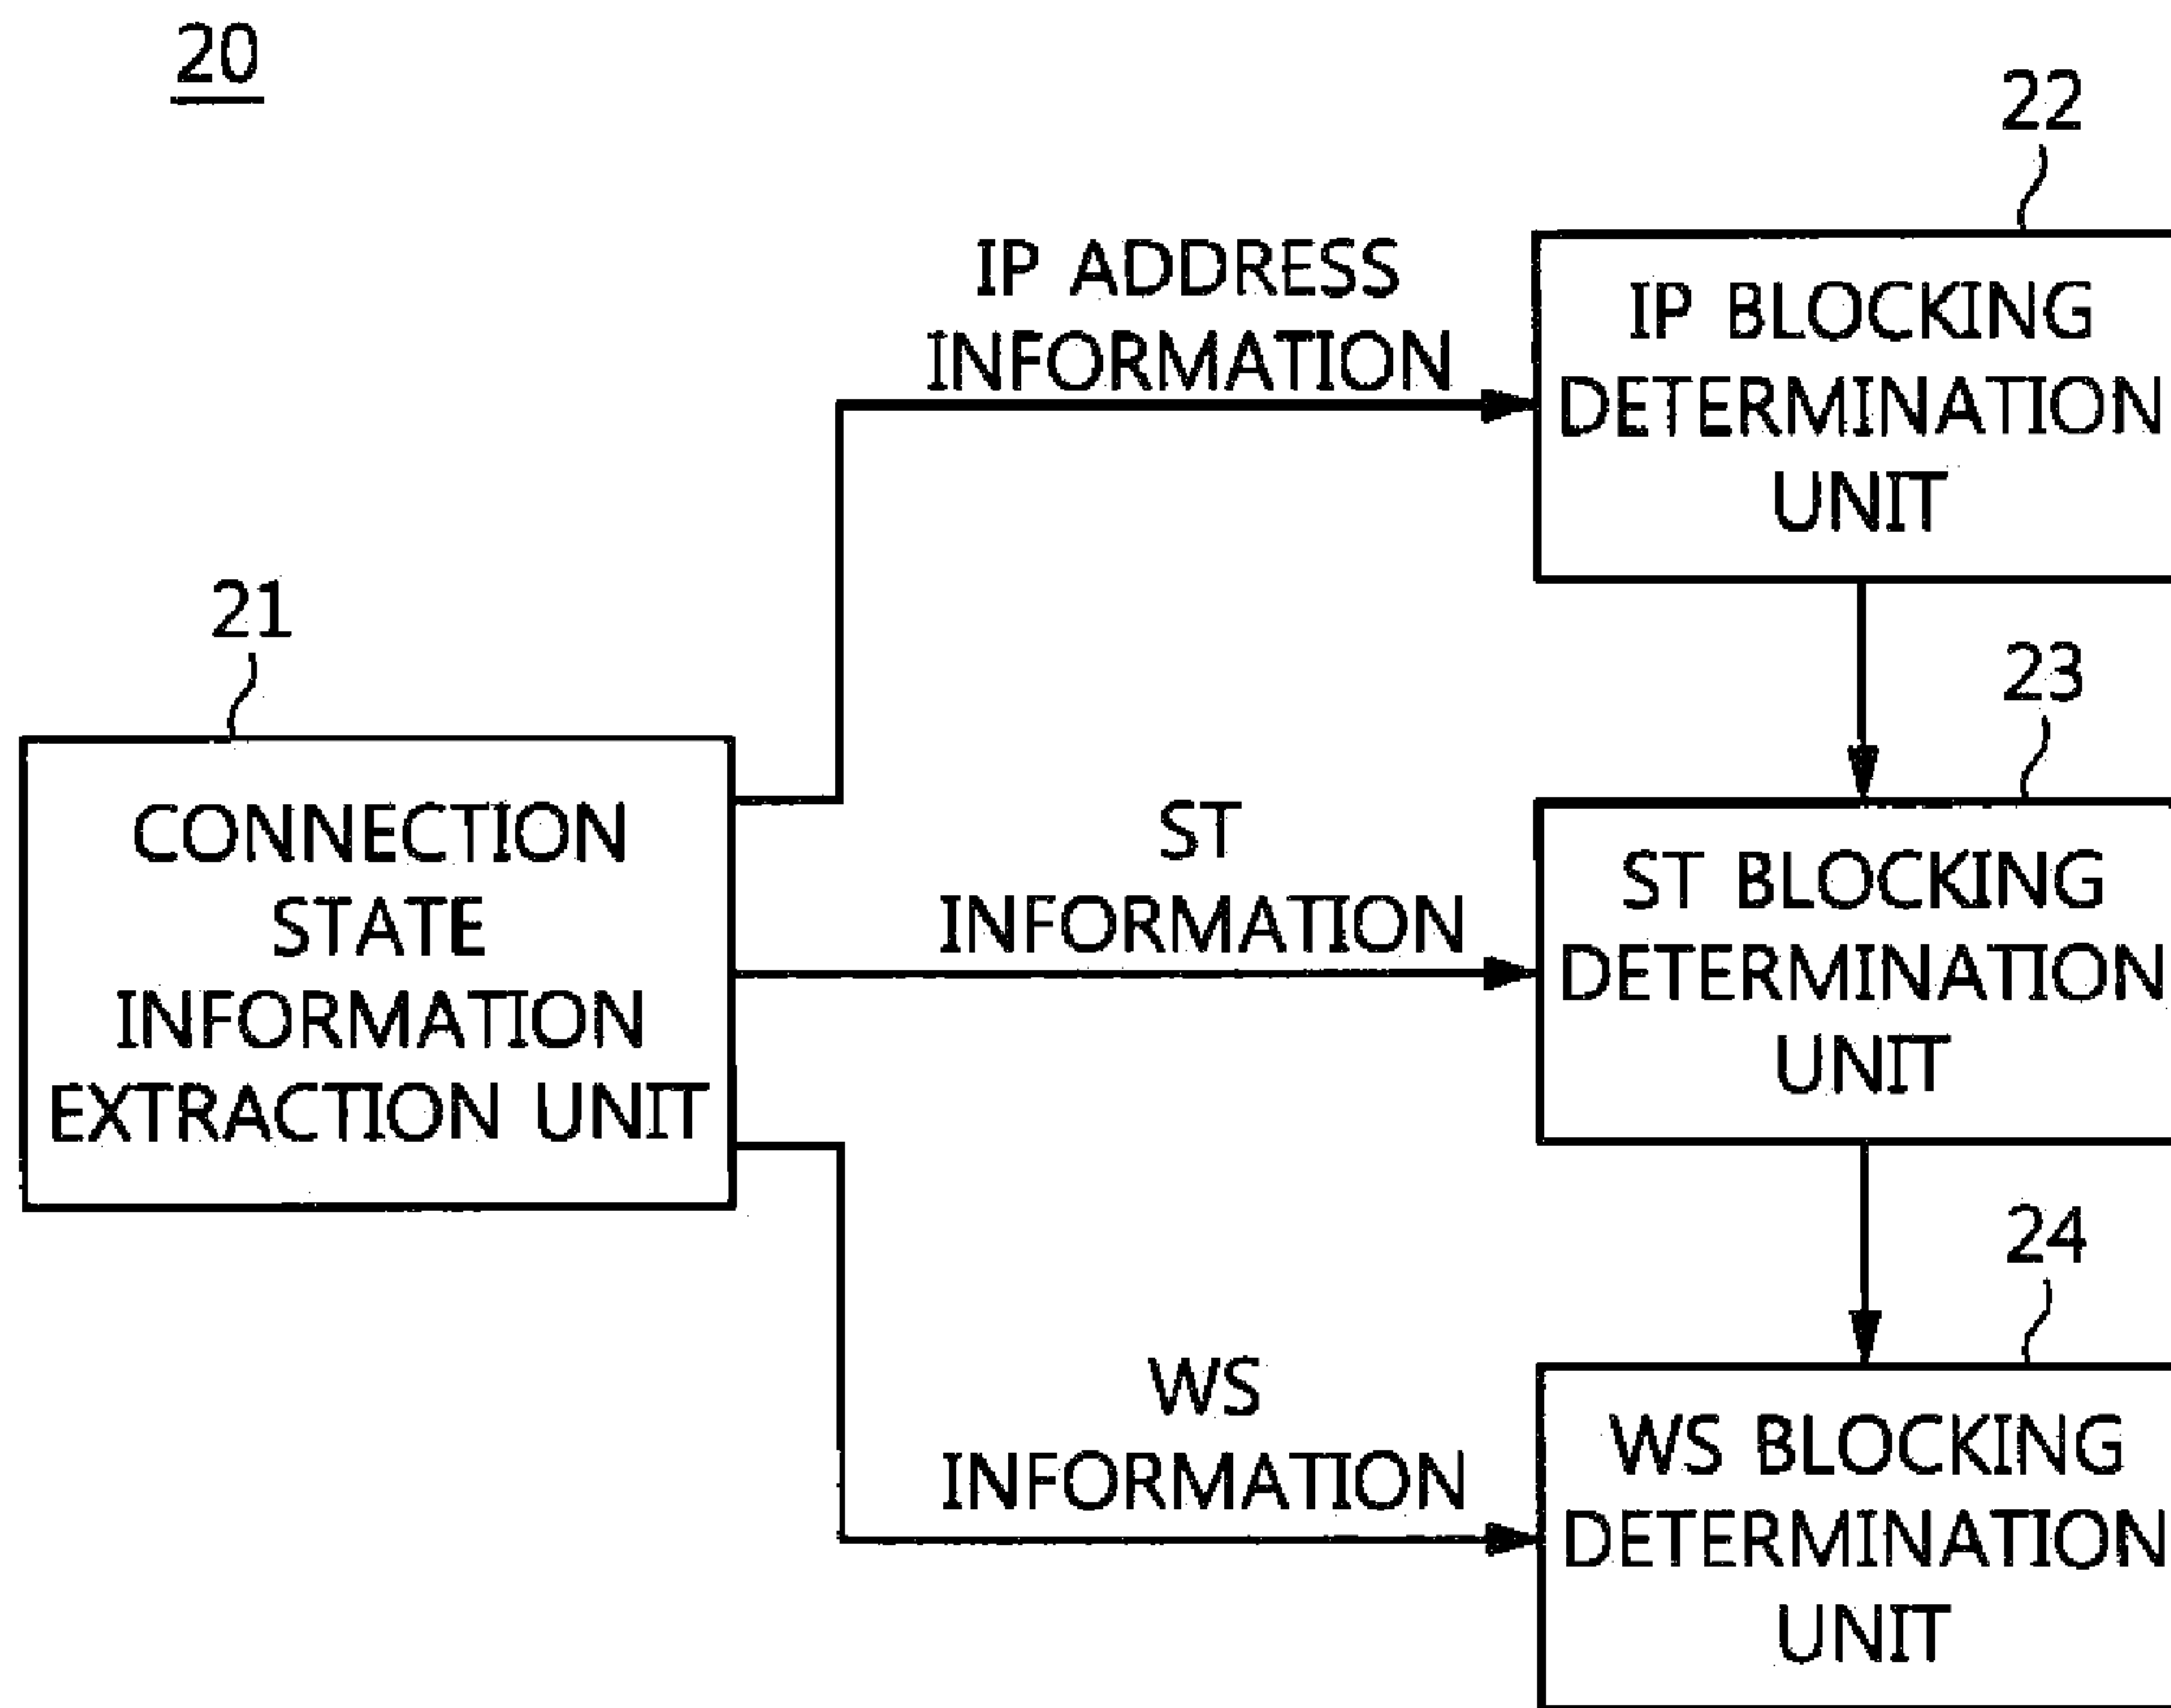 20
22
IP ADDRESS
INFORMATION
IP BLOCKING
DETERMINATION
UNIT
21
23
CONNECTION
STATE
INFORMATION
EXTRACTION UNIT
ST
INFORMATION
ST BLOCKING
DETERMINATION
UNIT
24
WS
INFORMATION
WS BLOCKING
DETERMINATION
UNIT